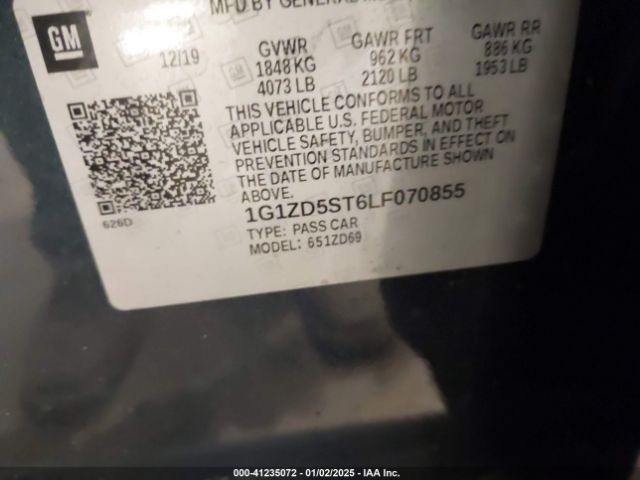 MFD BY GENERAL
GM
12/19
GVWR
1848 KG
4073 LB
GAWR FRT
962 KG
2120 LB
GAWR RR
886 KG
1953 LB
THIS VEHICLE CONFORMS TO ALL
APPLICABLE U.S. FEDERAL MOTOR
VEHICLE SAFETY, BUMPER, AND THEFT
PREVENTION STANDARDS IN EFFECT ON
THE DATE OF MANUFACTURE SHOWN
ABOVE.
626D
1G1ZD5ST6LF070855
TYPE: PASS CAR
MODEL: 651ZD69
000-41235072 - 01/02/2025 - IAA Inc.